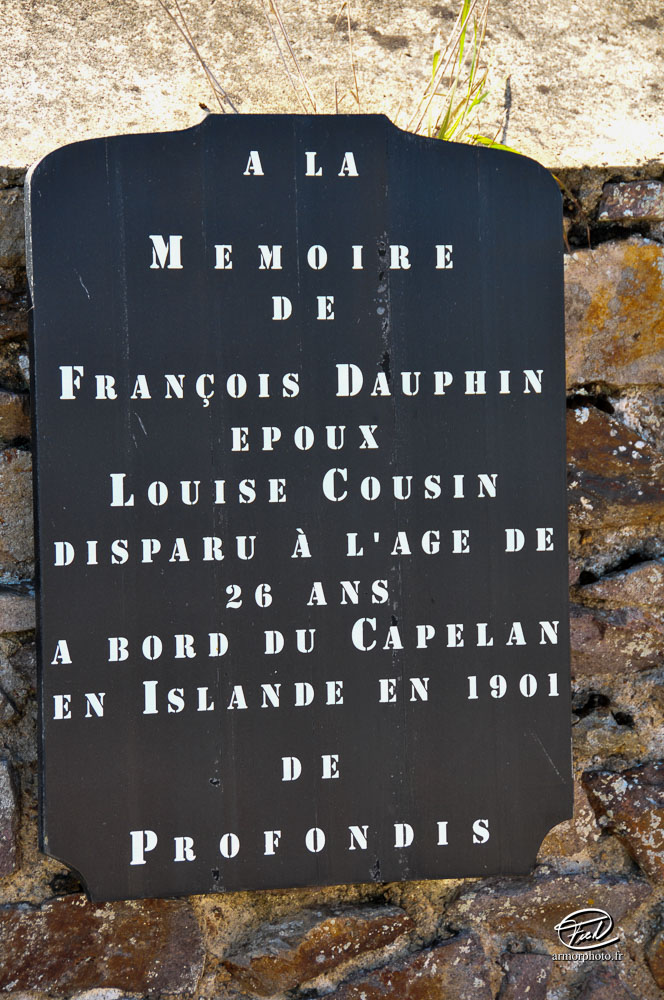 A LA
MEMOIRE
DE
FRANÇOIS DAUPHIN
EPOUX
LOUISE COUSIN
DISPARU À L'AGE DE
26 ANS
A BORD DU CAPELAN
EN ISLANDE EN 1901
DE
PROFONDIS
Fred
armorphoto.fr